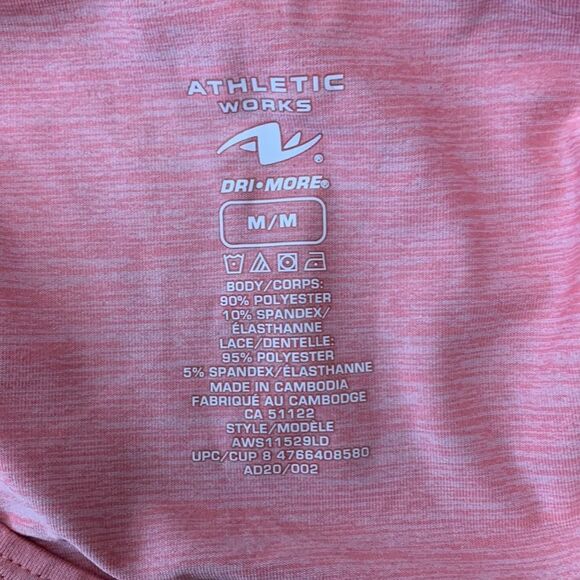 ATHLETIC
WORKS
®
DRI•MORE®
M/M
BODY/CORPS:
90% POLYESTER
10% SPANDEX/
ÉLASTHANNE
LACE/DENTELLE:
95% POLYESTER
5% SPANDEX/ÉLASTHANNE
MADE IN CAMBODIA
FABRIQUÉ AU CAMBODGE
CA 51122
STYLE/MODÈLE
AWS11529LD
UPC/CUP 8 4766408580
AD20/002